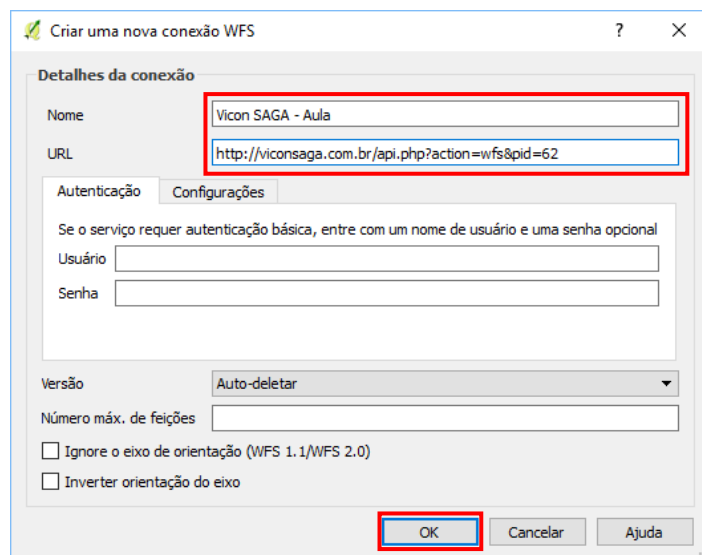 Criar uma nova conexão WFS ? X
Detalhes da conexão
Nome Vicon SAGA - Aula
URL http://viconsaga.com.br/api.php?action=wfs&pid=62
Autenticação Configurações
Se o serviço requer autenticação básica, entre com um nome de usuário e uma senha opcional
Usuário
Senha
Versão Auto-deletar
Número máx. de feições
Ignore o eixo de orientação (WFS 1.1/WFS 2.0)
Inverter orientação do eixo
OK Cancelar Ajuda